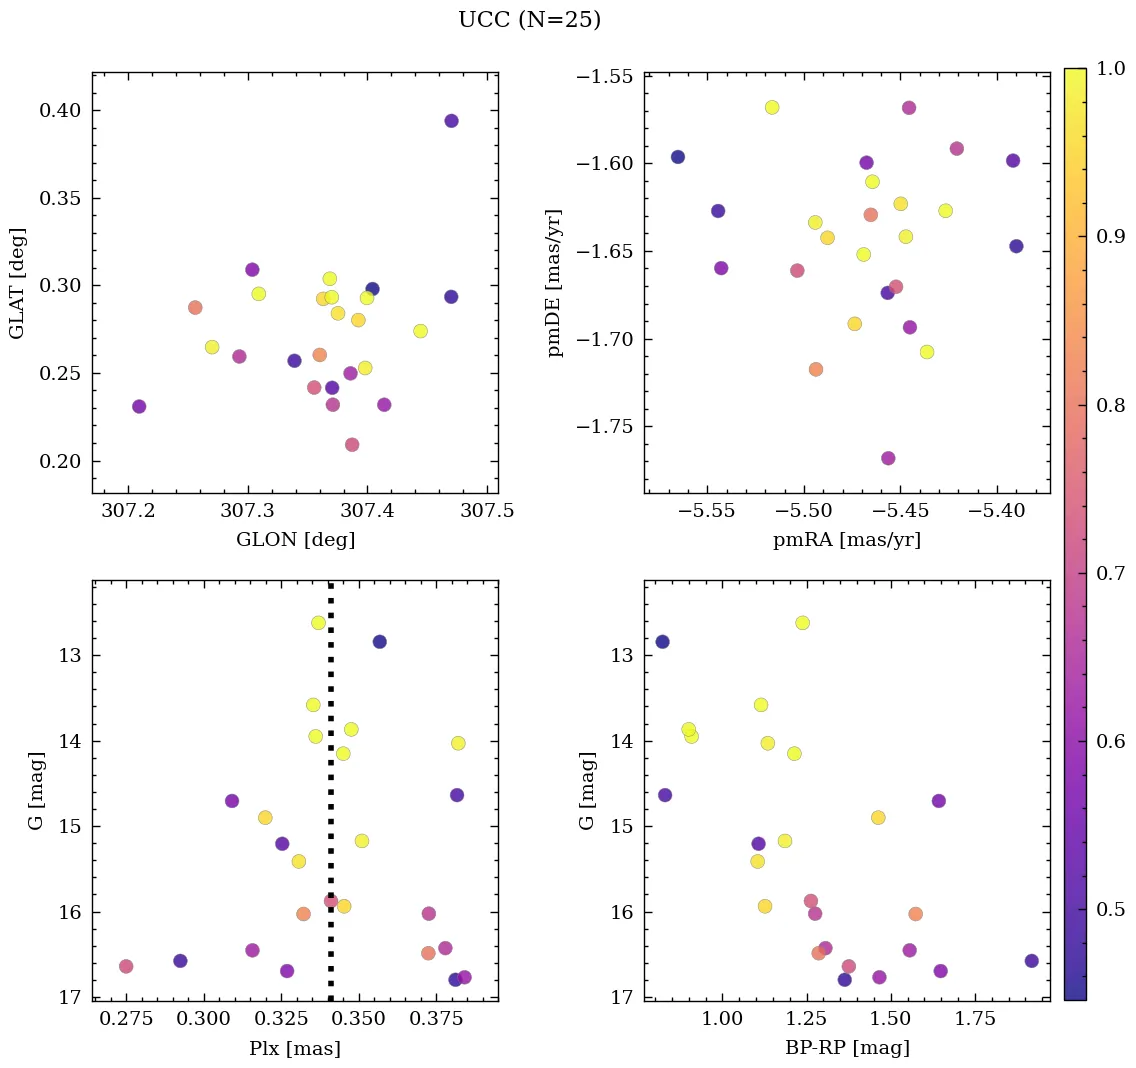 UCC (N=25)
0.40
0.35
0.30
0.25
0.20
GLAT [deg]
307.2 307.3 307.4 307.5
GLON [deg]
−1.55
−1.60
−1.65
−1.70
−1.75
pmDE [mas/yr]
−5.55 −5.50 −5.45 −5.40
pmRA [mas/yr]
13
14
15
16
17
G [mag]
0.275 0.300 0.325 0.350 0.375
Plx [mas]
13
14
15
16
17
G [mag]
1.00 1.25 1.50 1.75
BP-RP [mag]
1.0
0.9
0.8
0.7
0.6
0.5